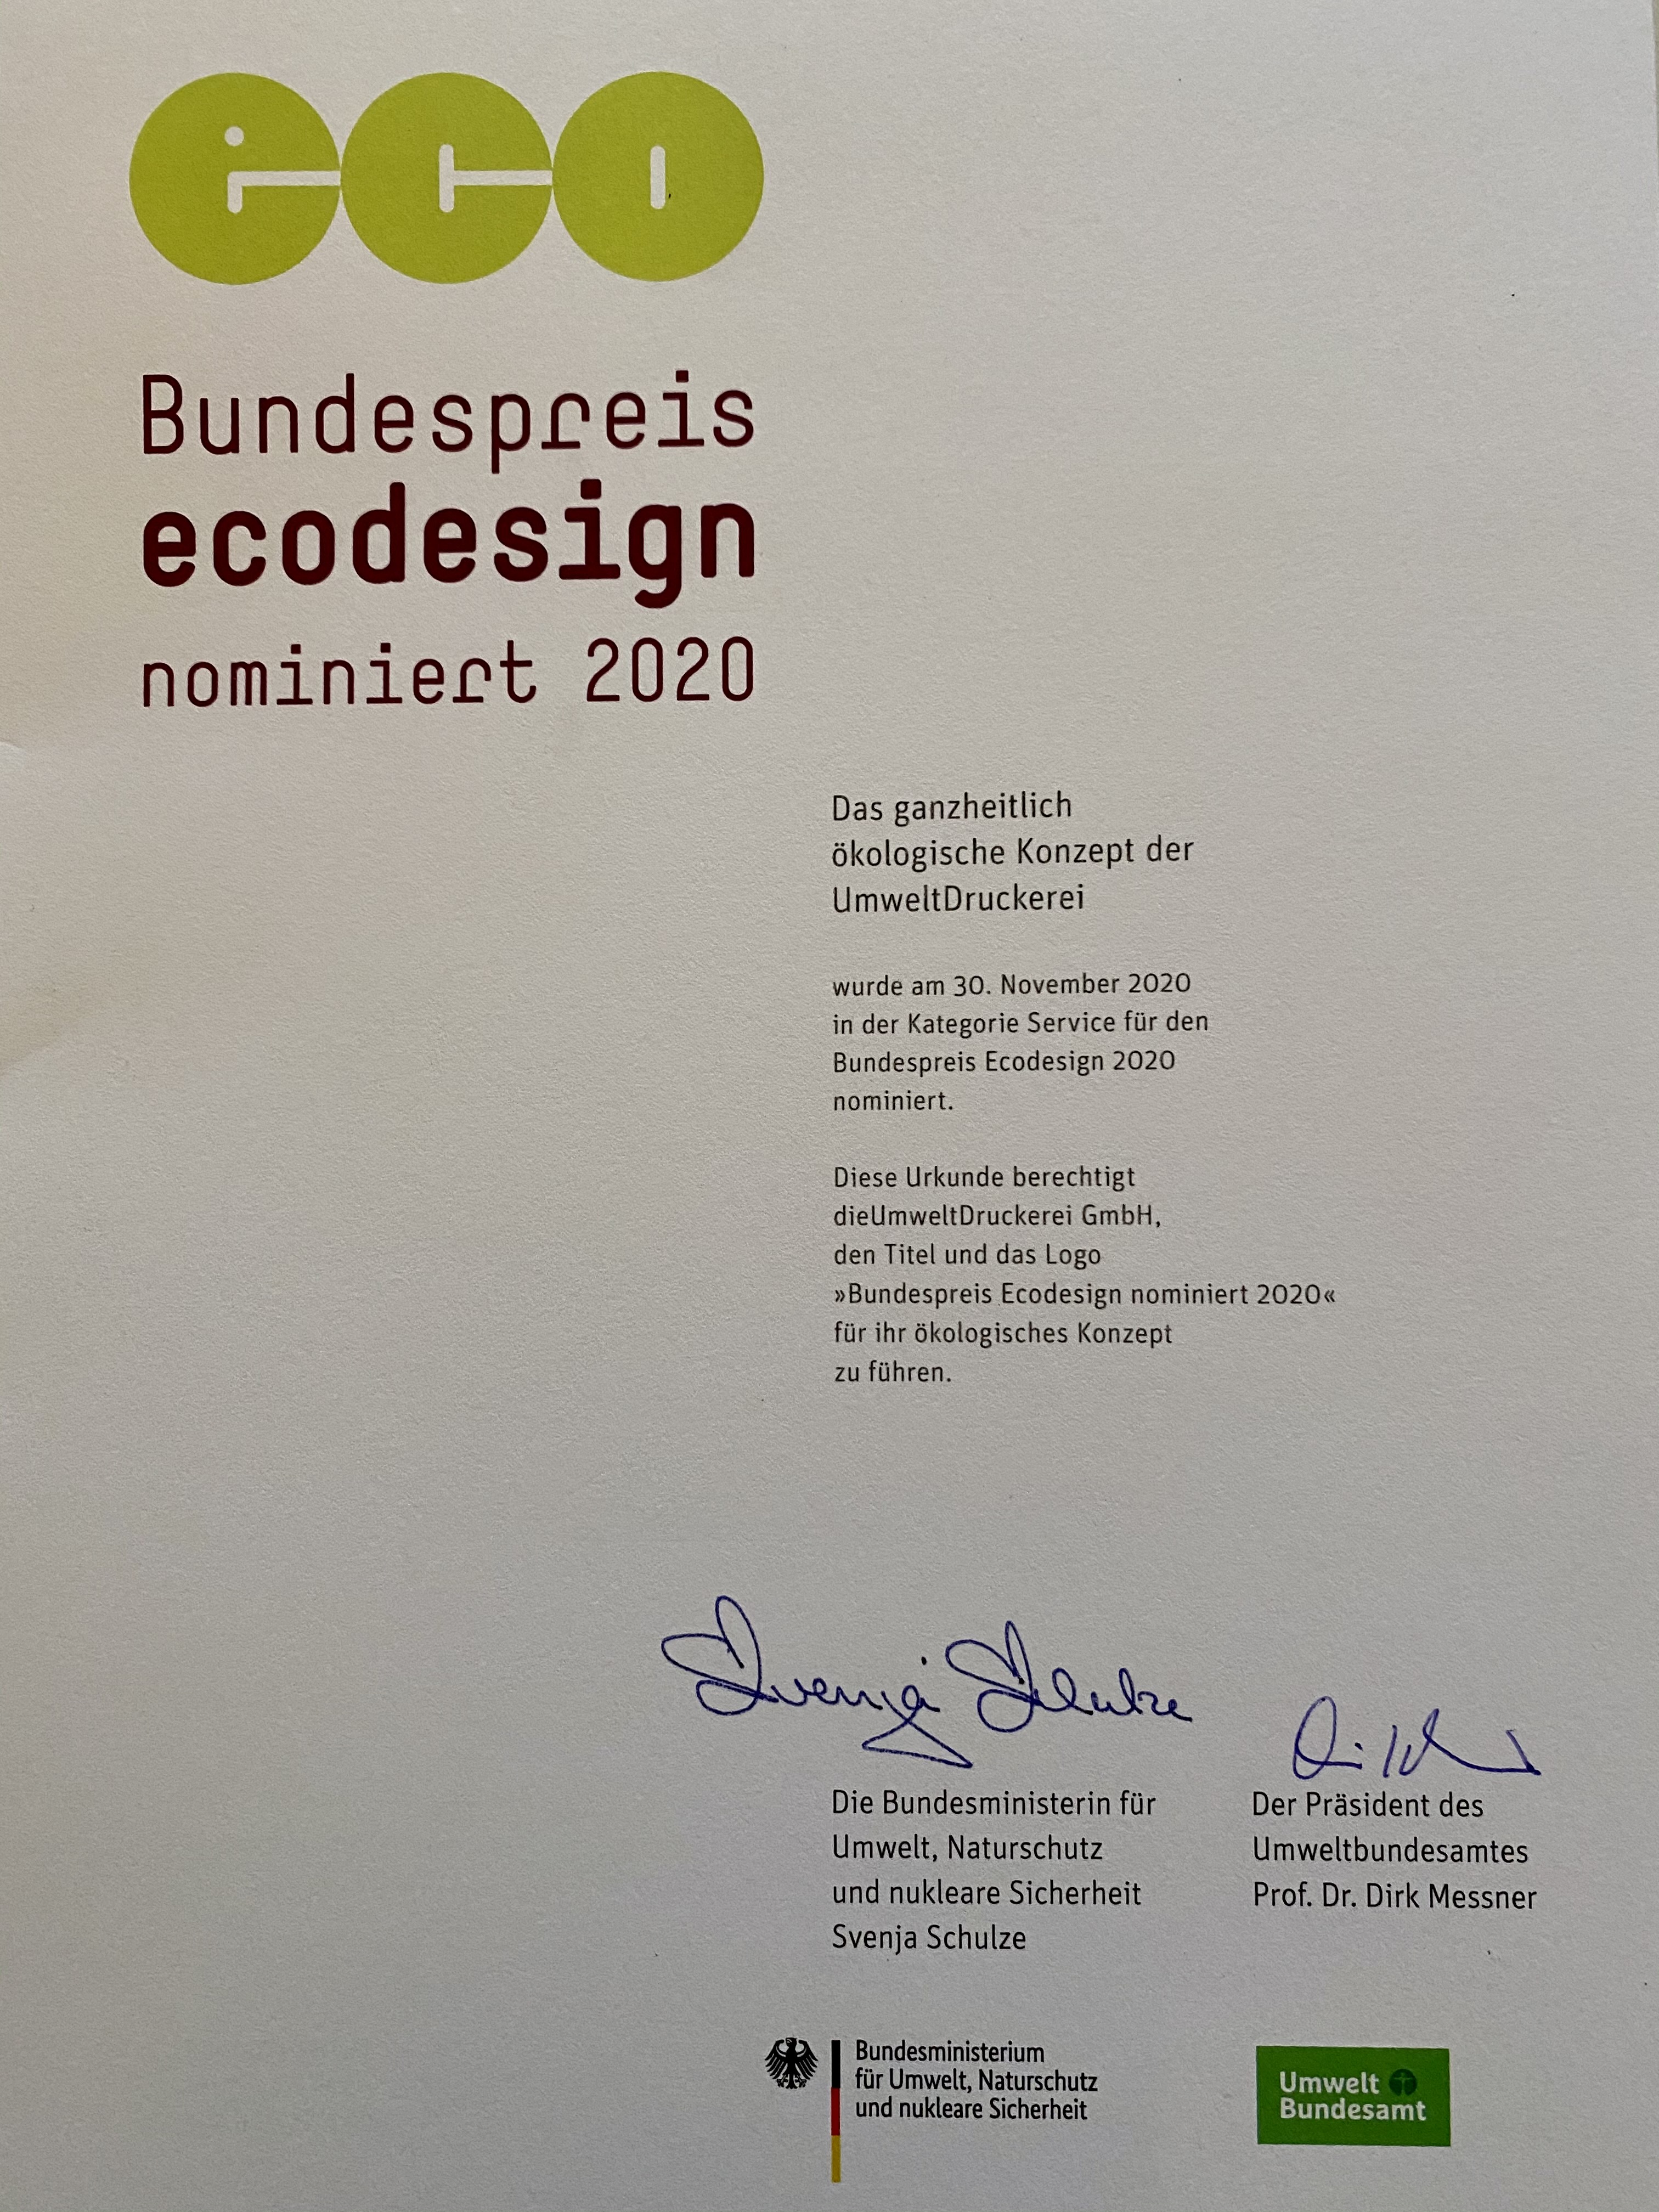 eco
Bundespreis
ecodesign
nominiert 2020
Das ganzheitlich
ökologische Konzept der
UmweltDruckerei
wurde am 30. November 2020
in der Kategorie Service für den
Bundespreis Ecodesign 2020
nominiert.
Diese Urkunde berechtigt
dieUmweltDruckerei GmbH,
den Titel und das Logo
»Bundespreis Ecodesign nominiert 2020«
für ihr ökologisches Konzept
zu führen.
Svenja Schulze
Die Bundesministerin für
Umwelt, Naturschutz
und nukleare Sicherheit
Svenja Schulze
Der Präsident des
Umweltbundesamtes
Prof. Dr. Dirk Messner
Bundesministerium
für Umwelt, Naturschutz
und nukleare Sicherheit
Umwelt
Bundesamt